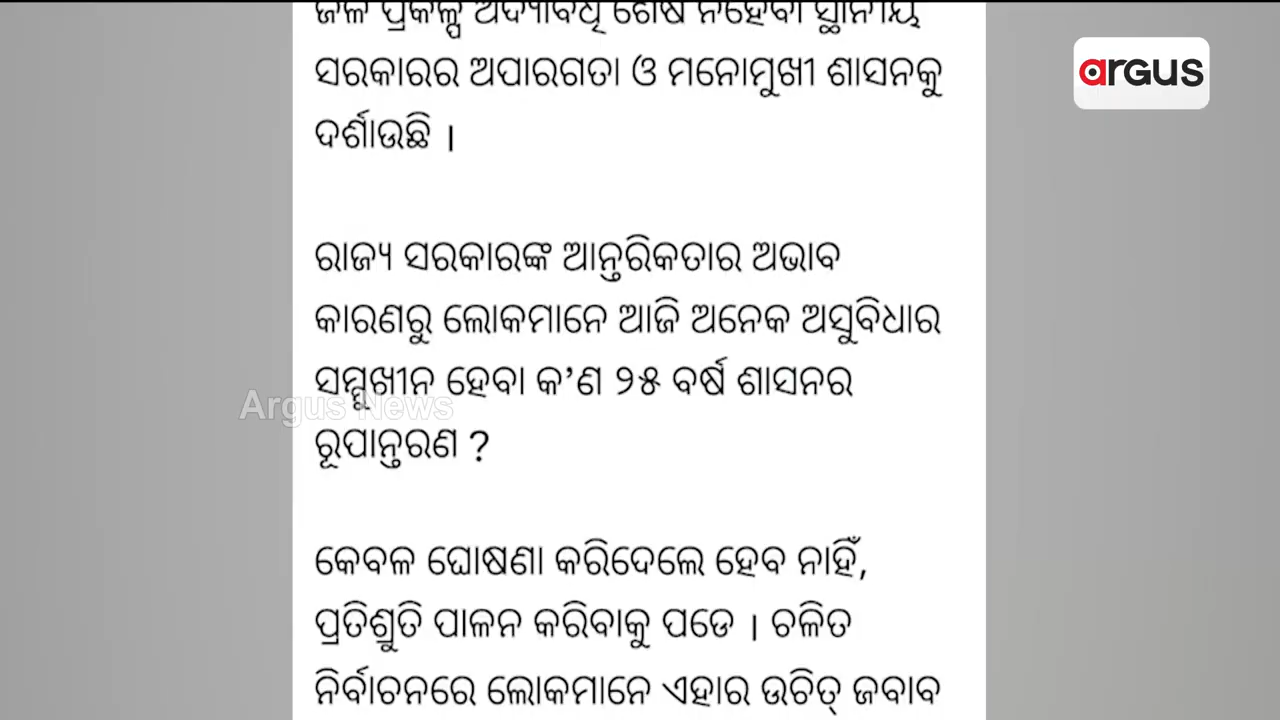 ଜଳ ପ୍ରକଳ୍ପ ଅଦ୍ୟାବଧି ଶେଷ ନହେବା ସ୍ଥାନୀୟ
ସରକାରର ଅପାରଗତା ଓ ମନୋମୁଖୀ ଶାସନକୁ
ଦର୍ଶାଉଛି ।
ରାଜ୍ୟ ସରକାରଙ୍କ ଆନ୍ତରିକତାର ଅଭାବ
କାରଣରୁ ଲୋକମାନେ ଆଜି ଅନେକ ଅସୁବିଧାର
ସମ୍ମୁଖୀନ ହେବା କ’ଣ ୨୫ ବର୍ଷ ଶାସନର
ରୂପାନ୍ତରଣ ?
କେବଳ ଘୋଷଣା କରିଦେଲେ ହେବ ନାହିଁ,
ପ୍ରତିଶ୍ରୁତି ପାଳନ କରିବାକୁ ପଡେ । ଚଳିତ
ନିର୍ବାଚନରେ ଲୋକମାନେ ଏହାର ଉଚିତ୍ ଜବାବ
argus
Argus News